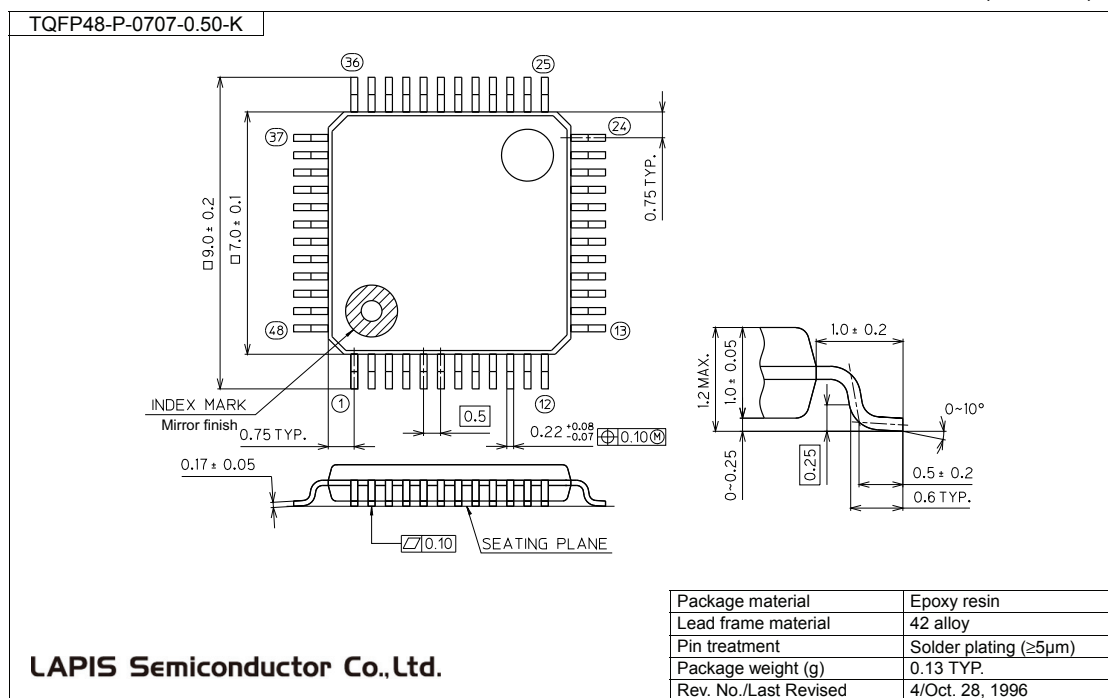 TQFP48-P-0707-0.50-K
36
25
37
24
0.75 TYP.
□9.0± 0.2
□7.0± 0.1
48
13
1
12
INDEX MARK
Mirror finish
0.75 TYP.
0.5
0.22 +0.08 -0.07
⌖0.10Ⓜ
0.17± 0.05
⏥0.10
SEATING PLANE
1.2 MAX.
1.0± 0.05
1.0± 0.2
0~0.25
0.25
0~10°
0.5± 0.2
0.6 TYP.
LAPIS Semiconductor Co.,Ltd.
Package material Epoxy resin
Lead frame material 42 alloy
Pin treatment Solder plating (≥5μm)
Package weight (g) 0.13 TYP.
Rev. No./Last Revised 4/Oct. 28, 1996